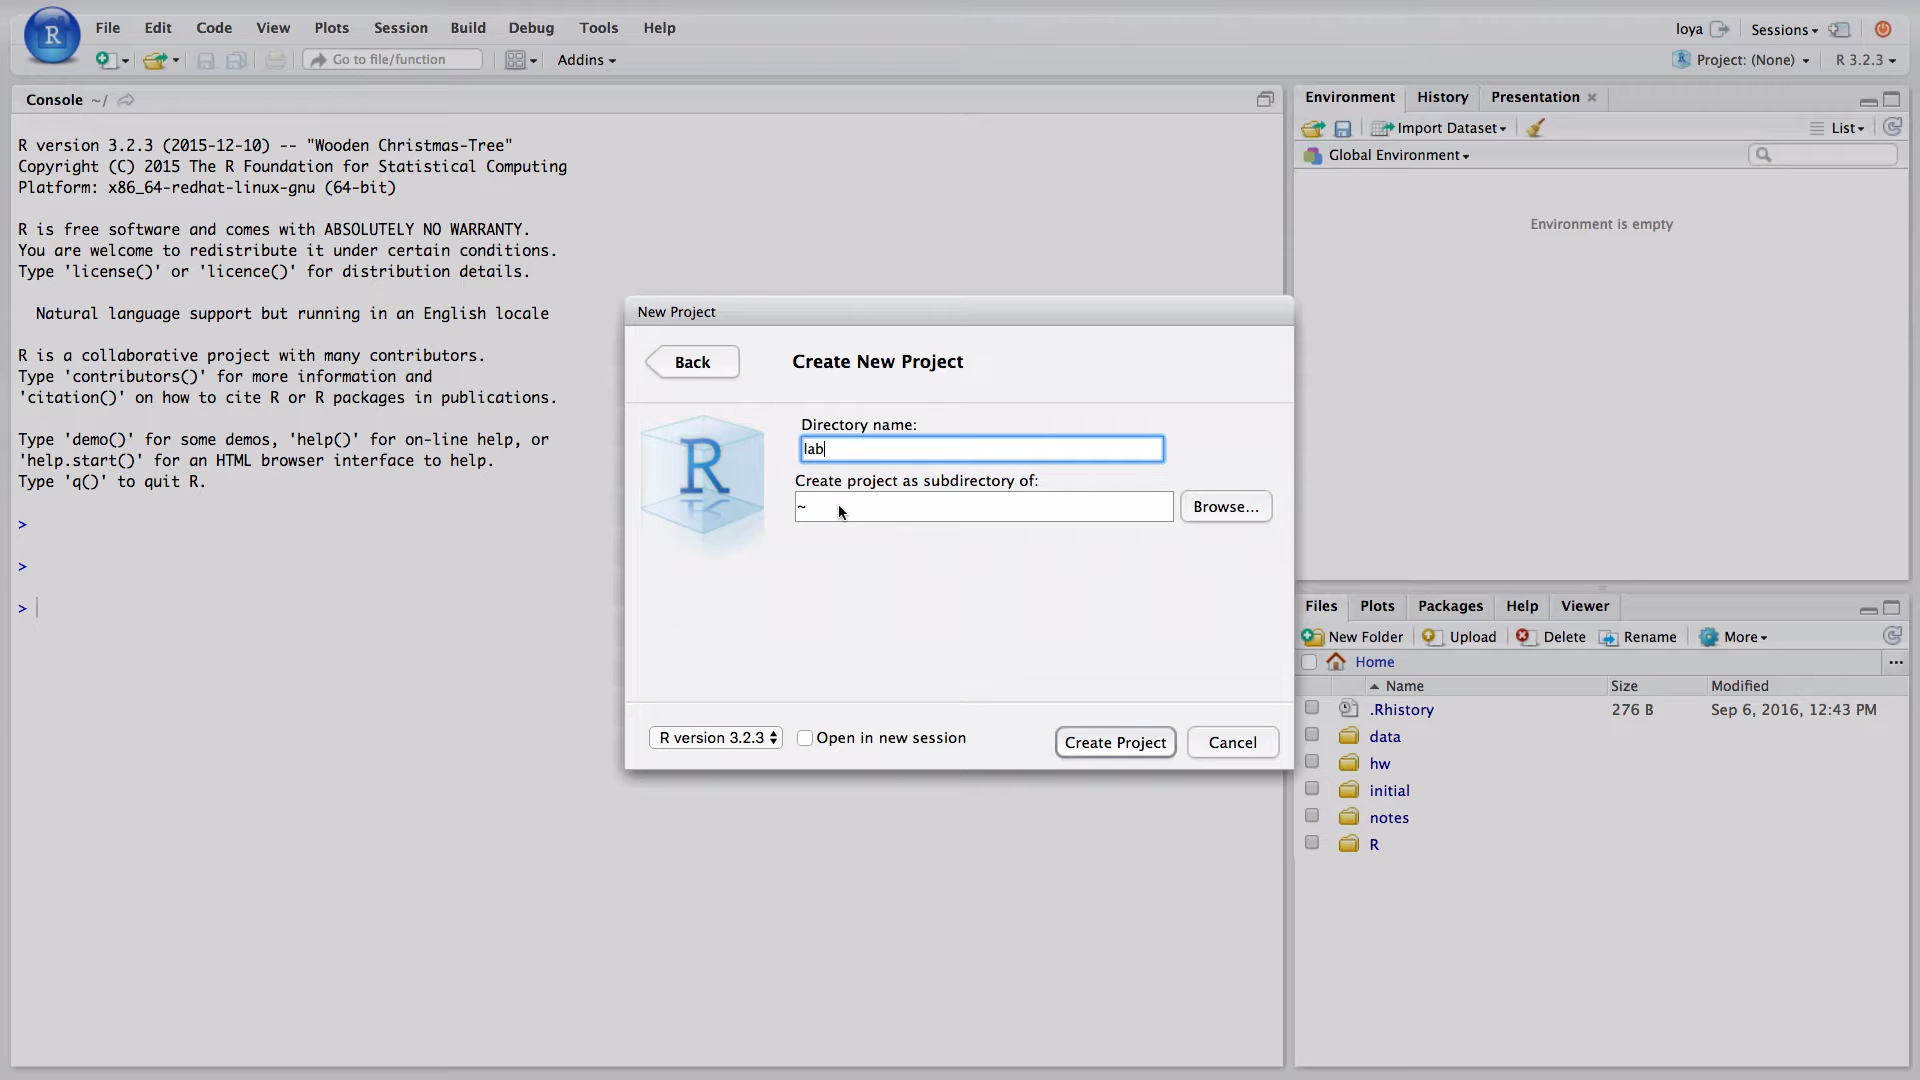 File Edit Code View Plots Session Build Debug Tools Help
loya Sessions
Go to file/function Addins
Project: (None) R 3.2.3
Console ~/
R version 3.2.3 (2015-12-10) -- "Wooden Christmas-Tree"
Copyright (C) 2015 The R Foundation for Statistical Computing
Platform: x86_64-redhat-linux-gnu (64-bit)
R is free software and comes with ABSOLUTELY NO WARRANTY.
You are welcome to redistribute it under certain conditions.
Type 'license()' or 'licence()' for distribution details.
Natural language support but running in an English locale
R is a collaborative project with many contributors.
Type 'contributors()' for more information and
'citation()' on how to cite R or R packages in publications.
Type 'demo()' for some demos, 'help()' for on-line help, or
'help.start()' for an HTML browser interface to help.
Type 'q()' to quit R.
>
>
>
New Project
Back
Create New Project
R
Directory name:
lab
Create project as subdirectory of:
~
Browse...
R version 3.2.3
Open in new session
Create Project
Cancel
Environment History Presentation
Import Dataset
List
Global Environment
Environment is empty
Files Plots Packages Help Viewer
New Folder Upload Delete Rename More
Home
...
Name Size Modified
.Rhistory 276 B Sep 6, 2016, 12:43 PM
data
hw
initial
notes
R